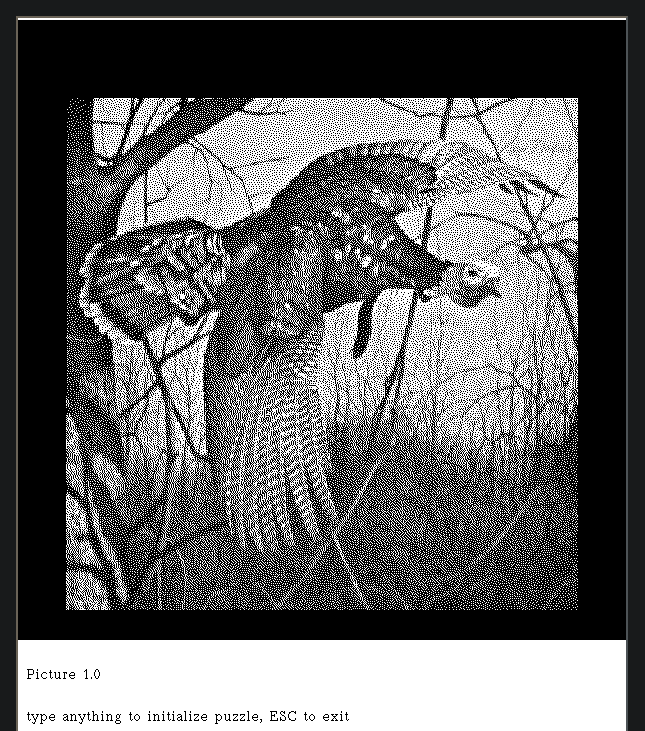 Picture 1.0
type anything to initialize puzzle, ESC to exit